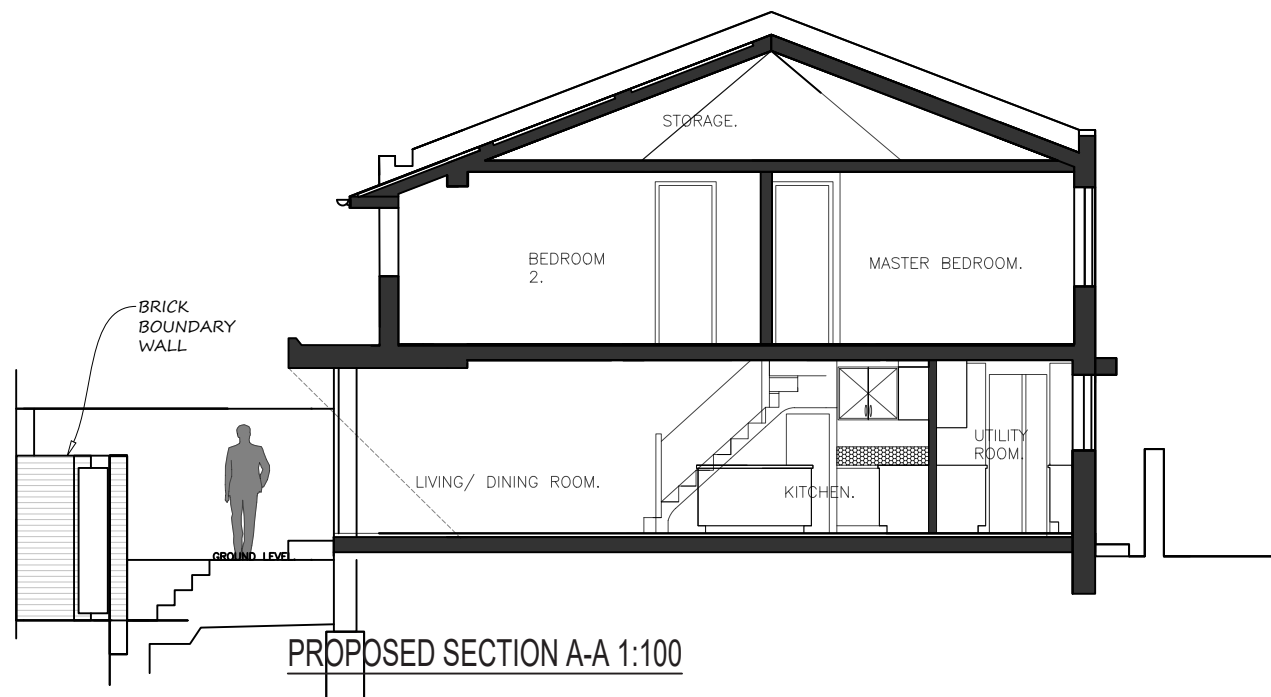 STORAGE.
BEDROOM
2.
MASTER BEDROOM.
BRICK
BOUNDARY
WALL
LIVING/ DINING ROOM.
KITCHEN.
UTILITY
ROOM.
GROUND LEVEL
PROPOSED SECTION A-A 1:100